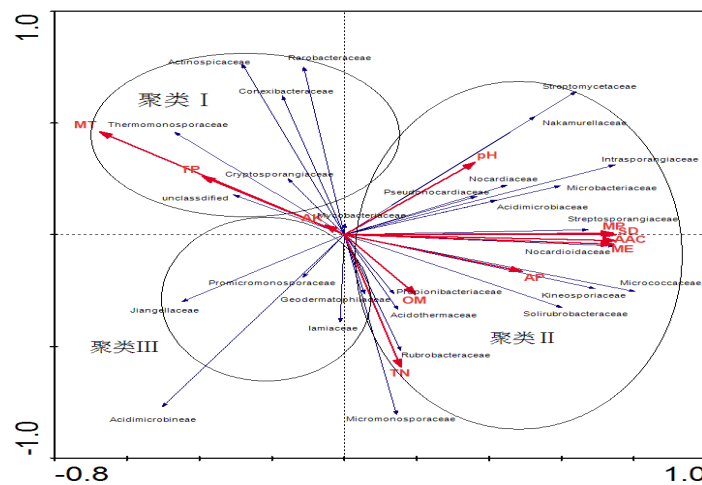 1.0
Actinospicaceae
Rarobacteraceae
Conexibacteraceae
Streptomycetaceae
聚类 I
MT
Thermomonosporaceae
Nakamurellaceae
pH
Intrasporangiaceae
TP
Cryptosporangiaceae
Nocardiaceae
Microbacteriaceae
unclassdified
Pseudonocardiaceae
Acidimicrobiaceae
Mycobacteriaceae
Streptosporangiaceae
MP
SD
AAC
ME
Nocardioidaceae
Promicromonosporaceae
AP
Micrococcaceae
Geodermatophilaceae
Propionibacteriaceae
Kineosporiaceae
OM
Jiangellaceae
Acidothermaceae
Solirubrobacteraceae
Iamiaceae
聚类 II
聚类III
Rubrobacteraceae
TN
Acidimicrobineae
Micromonosporaceae
-1.0
-0.8
1.0